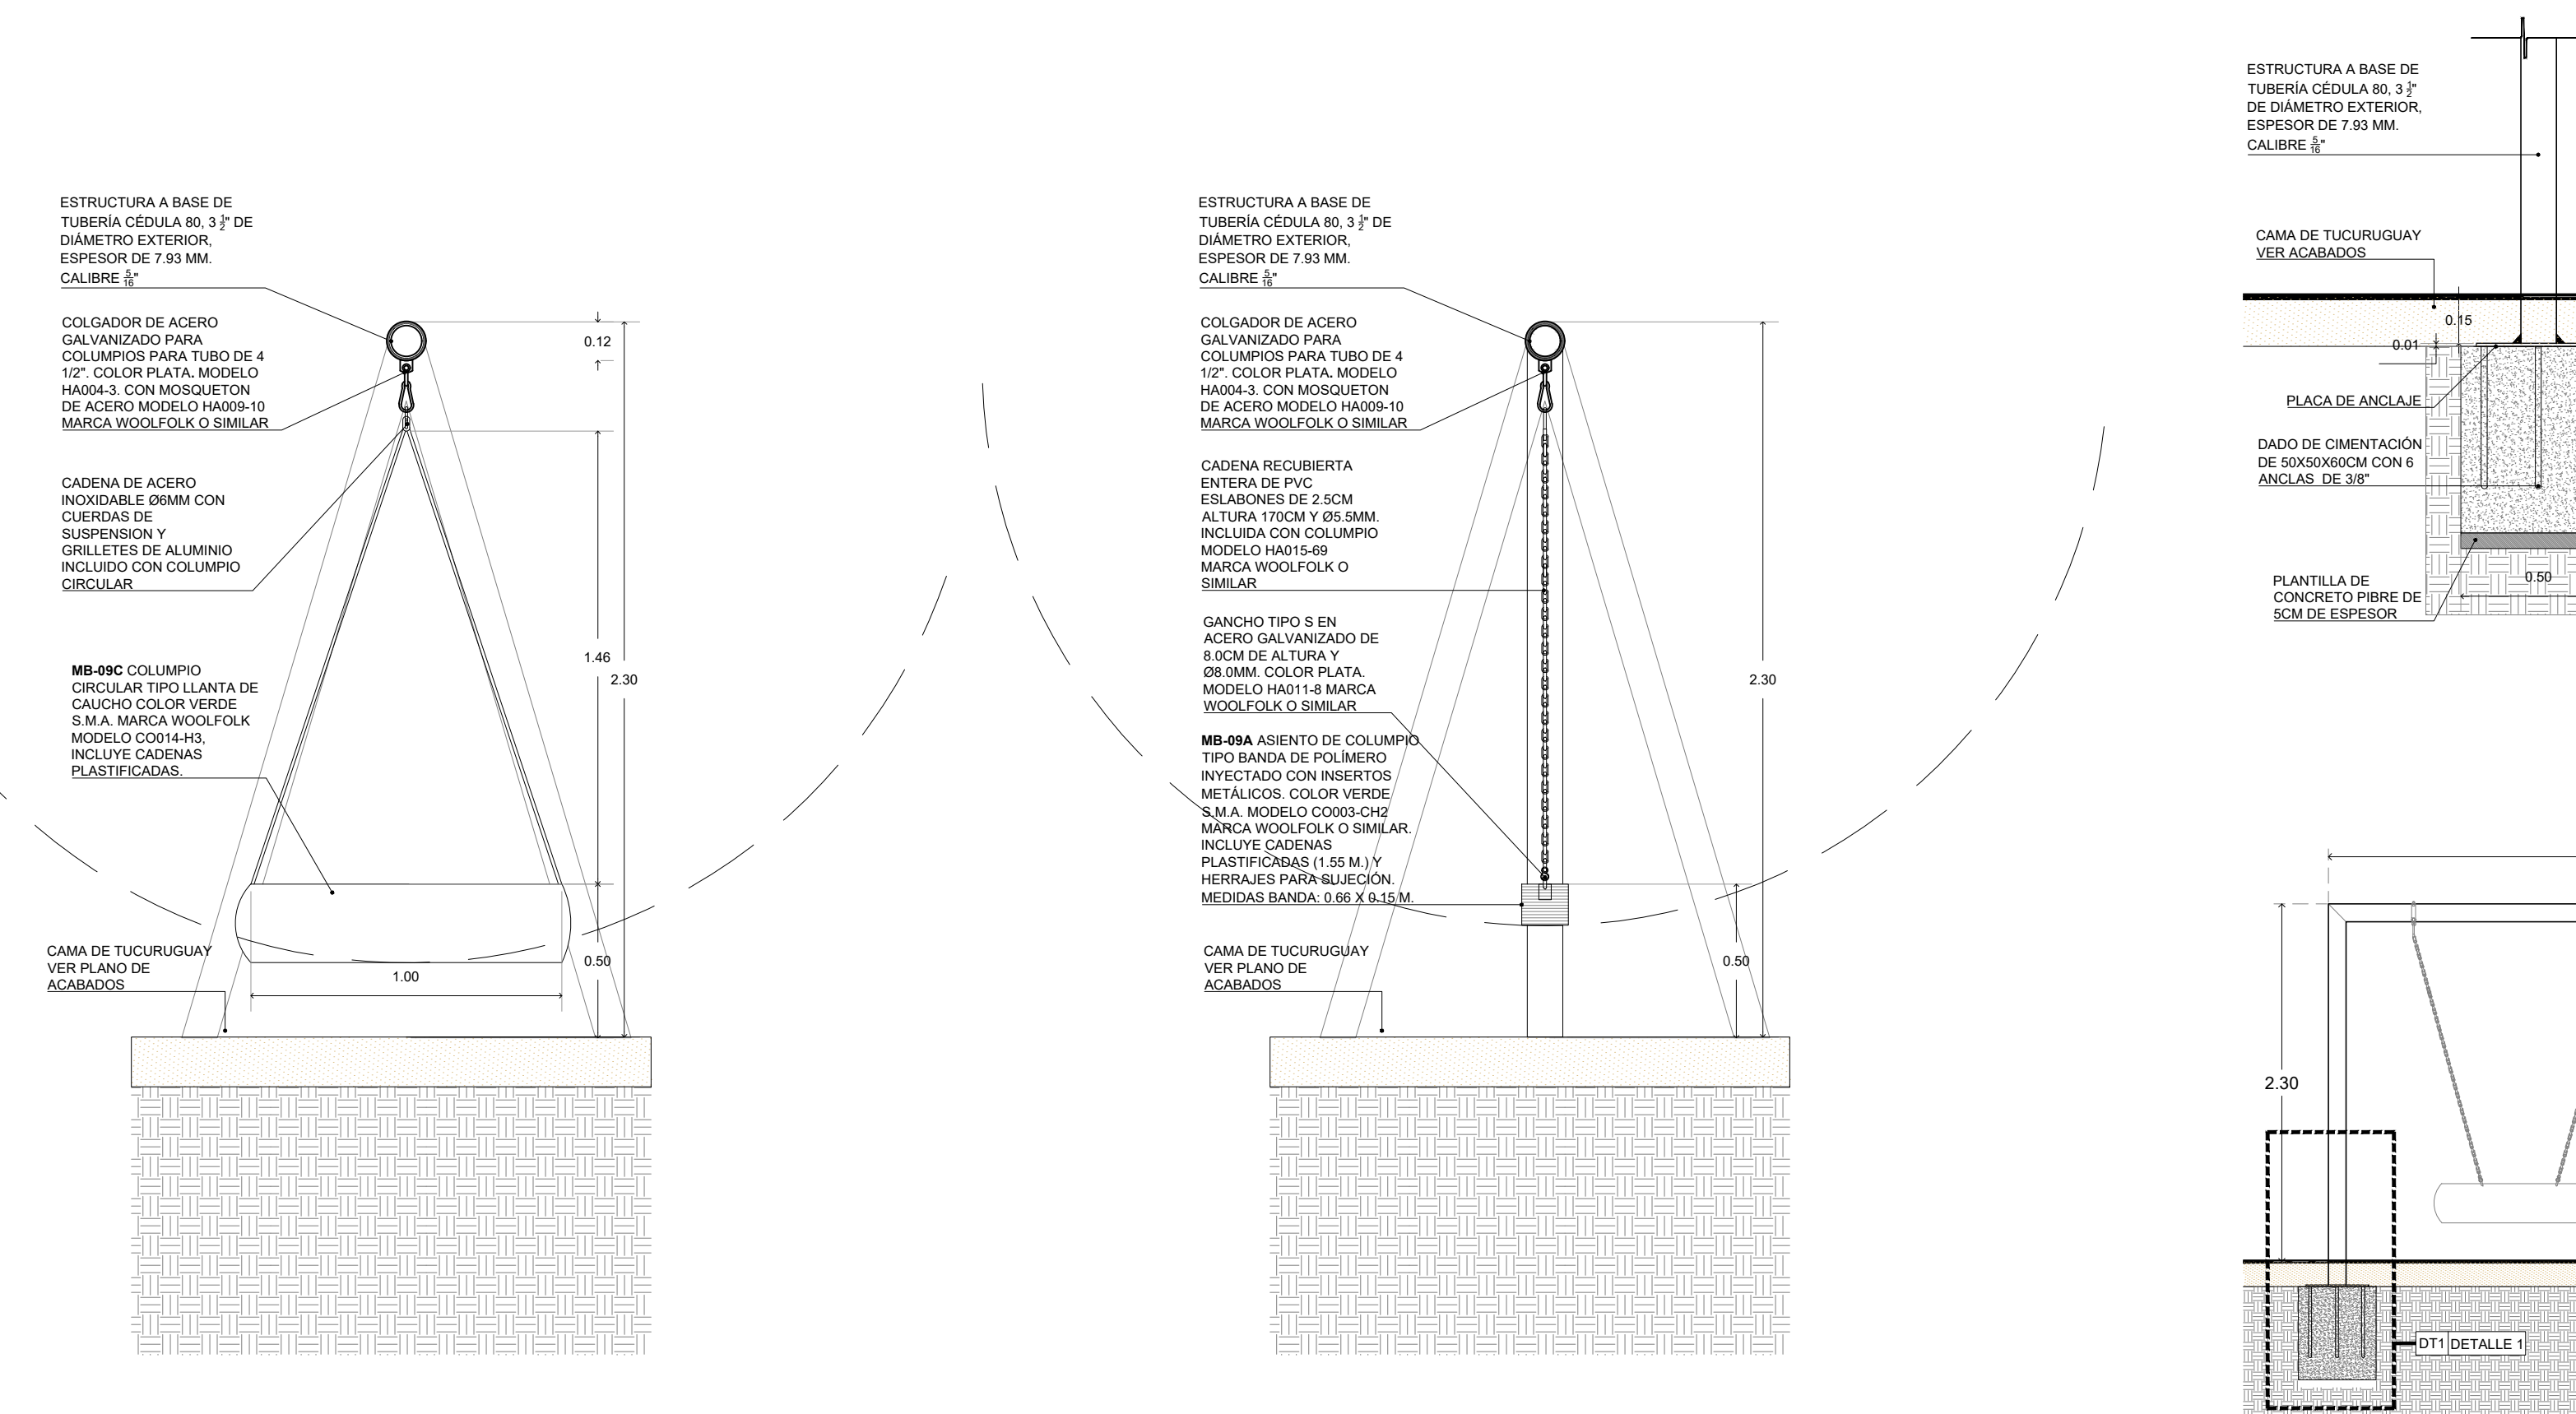 ESTRUCTURA A BASE DE
TUBERÍA CÉDULA 80, 3 1/2" DE
DIÁMETRO EXTERIOR,
ESPESOR DE 7.93 MM.
CALIBRE 5/16"
COLGADOR DE ACERO
GALVANIZADO PARA
COLUMPIOS PARA TUBO DE 4
1/2". COLOR PLATA. MODELO
HA004-3. CON MOSQUETON
DE ACERO MODELO HA009-10
MARCA WOOLFOLK O SIMILAR
CADENA DE ACERO
INOXIDABLE Ø6MM CON
CUERDAS DE
SUSPENSION Y
GRILLETES DE ALUMINIO
INCLUIDO CON COLUMPIO
CIRCULAR
MB-09C COLUMPIO
CIRCULAR TIPO LLANTA DE
CAUCHO COLOR VERDE
S.M.A. MARCA WOOLFOLK
MODELO CO014-H3,
INCLUYE CADENAS
PLASTIFICADAS.
CAMA DE TUCURUGUAY
VER PLANO DE
ACABADOS
0.12
1.46
2.30
0.50
1.00
ESTRUCTURA A BASE DE
TUBERÍA CÉDULA 80, 3 1/2" DE
DIÁMETRO EXTERIOR,
ESPESOR DE 7.93 MM.
CALIBRE 5/16"
COLGADOR DE ACERO
GALVANIZADO PARA
COLUMPIOS PARA TUBO DE 4
1/2". COLOR PLATA. MODELO
HA004-3. CON MOSQUETON
DE ACERO MODELO HA009-10
MARCA WOOLFOLK O SIMILAR
CADENA RECUBIERTA
ENTERA DE PVC
ESLABONES DE 2.5CM
ALTURA 170CM Y Ø5.5MM.
INCLUIDA CON COLUMPIO
MODELO HA015-69
MARCA WOOLFOLK O
SIMILAR
GANCHO TIPO S EN
ACERO GALVANIZADO DE
8.0CM DE ALTURA Y
Ø8.0MM. COLOR PLATA.
MODELO HA011-8 MARCA
WOOLFOLK O SIMILAR
MB-09A ASIENTO DE COLUMPIO
TIPO BANDA DE POLÍMERO
INYECTADO CON INSERTOS
METÁLICOS. COLOR VERDE
S.M.A. MODELO CO003-CH2
MARCA WOOLFOLK O SIMILAR.
INCLUYE CADENAS
PLASTIFICADAS (1.55 M.) Y
HERRAJES PARA SUJECIÓN.
MEDIDAS BANDA: 0.66 X 0.15 M.
CAMA DE TUCURUGUAY
VER PLANO DE
ACABADOS
2.30
0.50
ESTRUCTURA A BASE DE
TUBERÍA CÉDULA 80, 3 1/2"
DE DIÁMETRO EXTERIOR,
ESPESOR DE 7.93 MM.
CALIBRE 5/16"
CAMA DE TUCURUGUAY
VER ACABADOS
0.15
0.01
PLACA DE ANCLAJE
DADO DE CIMENTACIÓN
DE 50X50X60CM CON 6
ANCLAS DE 3/8"
PLANTILLA DE
CONCRETO PIBRE DE
5CM DE ESPESOR
0.50
2.30
DT1 DETALLE 1